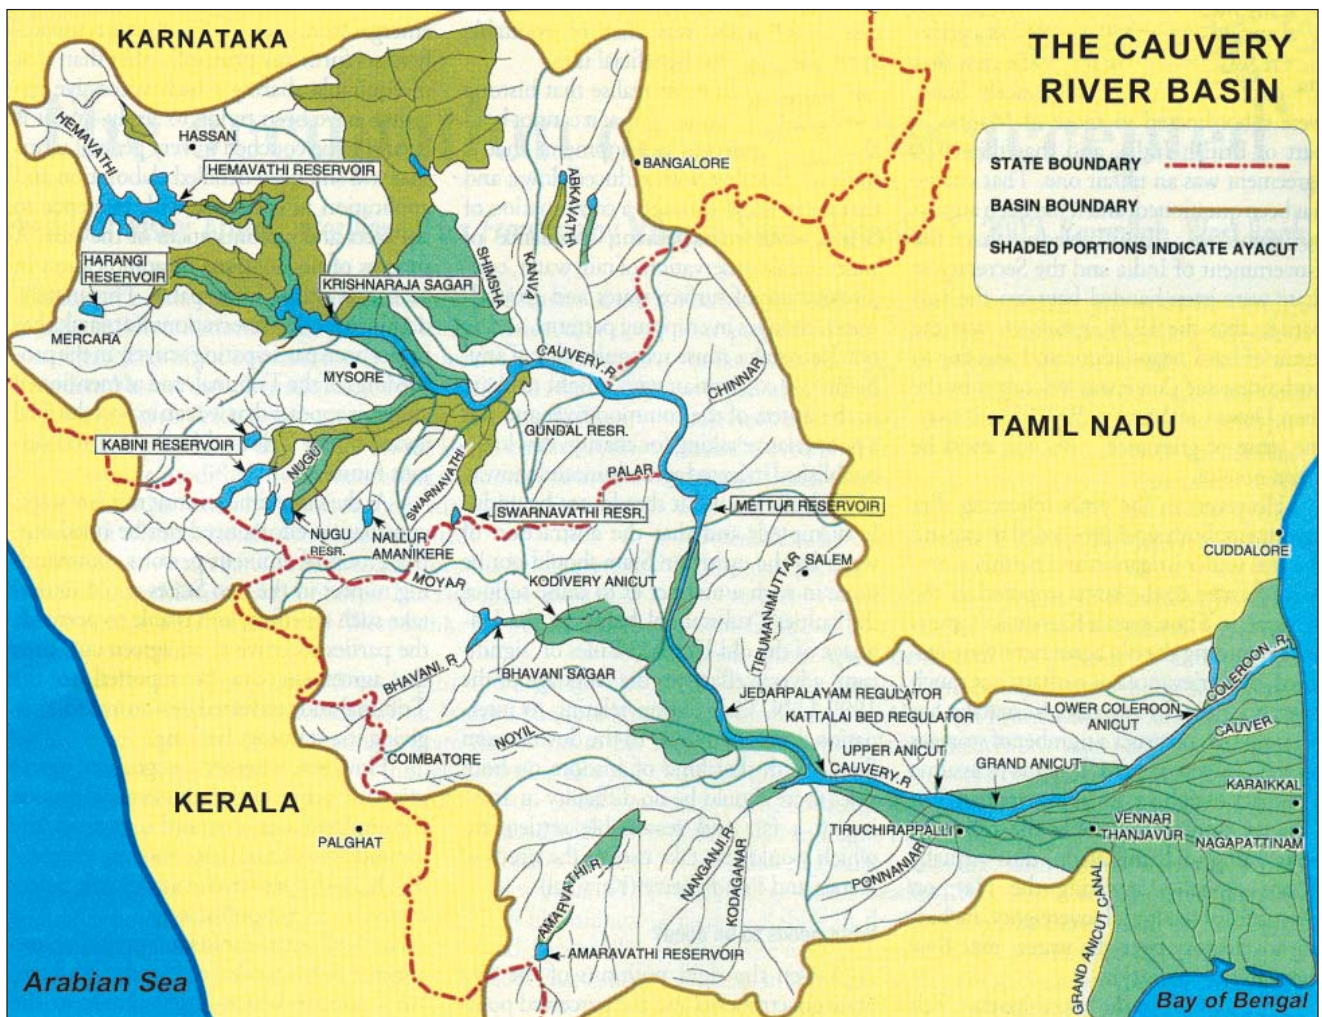 KARNATAKA
THE CAUVERY
RIVER BASIN
STATE BOUNDARY
BASIN BOUNDARY
SHADED PORTIONS INDICATE AYACUT
HEMAVATHI
HASSAN
HEMAVATHI RESERVOIR
BANGALORE
ARKAVATHI
HARANGI
RESERVOIR
KRISHNARAJA SAGAR
SHIMSHA
KANVA
MERCARA
MYSORE
CAUVERY.R
CHINNAR
TAMIL NADU
KABINI RESERVOIR
NUGU
GUNDAL RESR.
SWARNAVATHI
PALAR
METTUR RESERVOIR
SWARNAVATHI RESR.
NUGU
RESR.
NALLUR
AMANIKERE
MOYAR
KODIVERY ANICUT
SALEM
CUDDALORE
TIRUMANIMUTTAR
BHAVANI. R
BHAVANI SAGAR
JEDARPALAYAM REGULATOR
KATTALAI BED REGULATOR
LOWER COLEROON
ANICUT
COLEROON .R.
CAUVER
NOYIL
COIMBATORE
UPPER ANICUT
CAUVERY.R
GRAND ANICUT
KERALA
KARAIKKAL
PALGHAT
TIRUCHIRAPPALLI
VENNAR
THANJAVŪR
NAGAPATTINAM
PONNANIAR
AMARVATHI.R
NANGANJI.R
KODAGANAR
GRAND ANICUT CANAL
AMARAVATHI RESERVOIR
Arabian Sea
Bay of Bengal